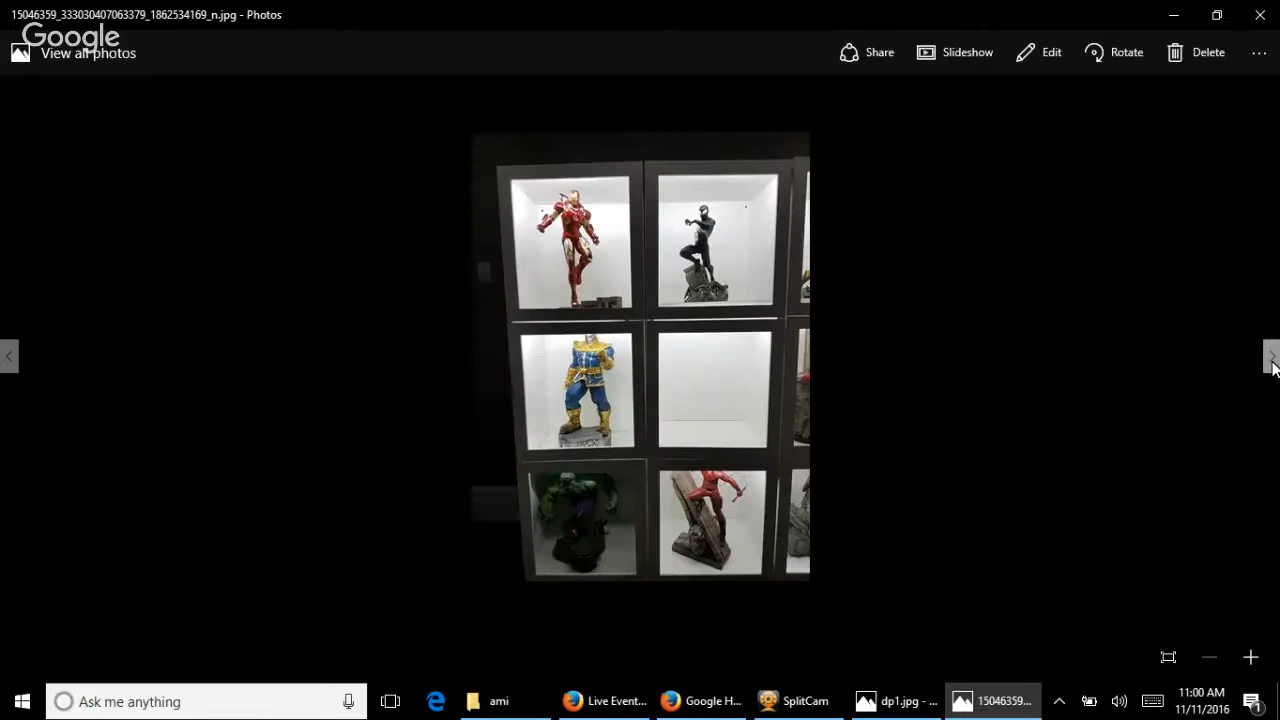 15046359_333030407063379_1862534169_n.jpg - Photos
Google
View all photos
Share
Slideshow
Edit
Rotate
Delete
Ask me anything
ami
Live Event...
Google H...
SplitCam
dp1.jpg - ...
15046359...
11:00 AM
11/11/2016
1